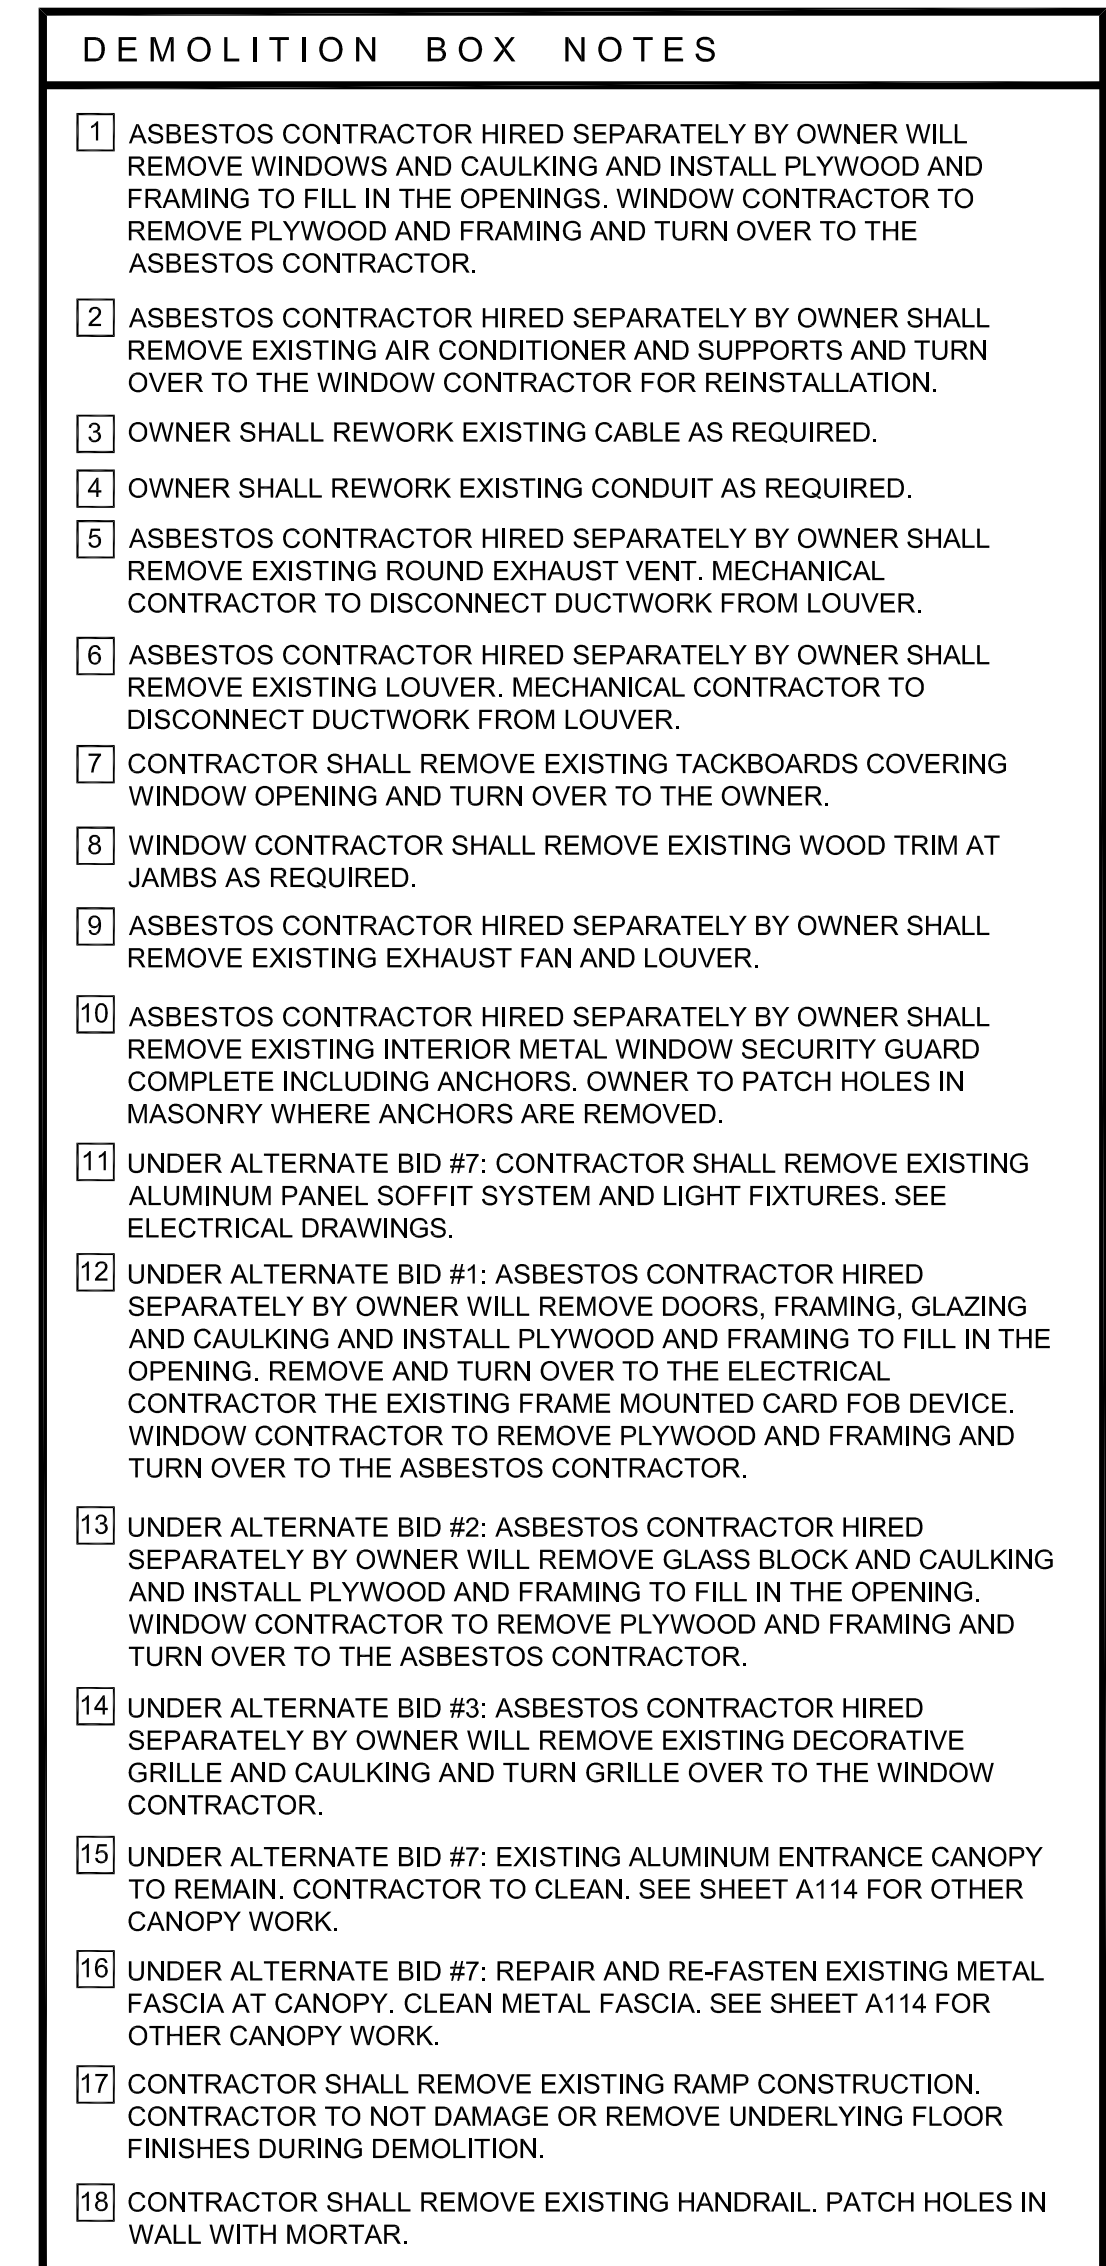 DEMOLITION BOX NOTES
1 ASBESTOS CONTRACTOR HIRED SEPARATELY BY OWNER WILL
REMOVE WINDOWS AND CAULKING AND INSTALL PLYWOOD AND
FRAMING TO FILL IN THE OPENINGS. WINDOW CONTRACTOR TO
REMOVE PLYWOOD AND FRAMING AND TURN OVER TO THE
ASBESTOS CONTRACTOR.
2 ASBESTOS CONTRACTOR HIRED SEPARATELY BY OWNER SHALL
REMOVE EXISTING AIR CONDITIONER AND SUPPORTS AND TURN
OVER TO THE WINDOW CONTRACTOR FOR REINSTALLATION.
3 OWNER SHALL REWORK EXISTING CABLE AS REQUIRED.
4 OWNER SHALL REWORK EXISTING CONDUIT AS REQUIRED.
5 ASBESTOS CONTRACTOR HIRED SEPARATELY BY OWNER SHALL
REMOVE EXISTING ROUND EXHAUST VENT. MECHANICAL
CONTRACTOR TO DISCONNECT DUCTWORK FROM LOUVER.
6 ASBESTOS CONTRACTOR HIRED SEPARATELY BY OWNER SHALL
REMOVE EXISTING LOUVER. MECHANICAL CONTRACTOR TO
DISCONNECT DUCTWORK FROM LOUVER.
7 CONTRACTOR SHALL REMOVE EXISTING TACKBOARDS COVERING
WINDOW OPENING AND TURN OVER TO THE OWNER.
8 WINDOW CONTRACTOR SHALL REMOVE EXISTING WOOD TRIM AT
JAMBS AS REQUIRED.
9 ASBESTOS CONTRACTOR HIRED SEPARATELY BY OWNER SHALL
REMOVE EXISTING EXHAUST FAN AND LOUVER.
10 ASBESTOS CONTRACTOR HIRED SEPARATELY BY OWNER SHALL
REMOVE EXISTING INTERIOR METAL WINDOW SECURITY GUARD
COMPLETE INCLUDING ANCHORS. OWNER TO PATCH HOLES IN
MASONRY WHERE ANCHORS ARE REMOVED.
11 UNDER ALTERNATE BID #7: CONTRACTOR SHALL REMOVE EXISTING
ALUMINUM PANEL SOFFIT SYSTEM AND LIGHT FIXTURES. SEE
ELECTRICAL DRAWINGS.
12 UNDER ALTERNATE BID #1: ASBESTOS CONTRACTOR HIRED
SEPARATELY BY OWNER WILL REMOVE DOORS, FRAMING, GLAZING
AND CAULKING AND INSTALL PLYWOOD AND FRAMING TO FILL IN THE
OPENING. REMOVE AND TURN OVER TO THE ELECTRICAL
CONTRACTOR THE EXISTING FRAME MOUNTED CARD FOB DEVICE.
WINDOW CONTRACTOR TO REMOVE PLYWOOD AND FRAMING AND
TURN OVER TO THE ASBESTOS CONTRACTOR.
13 UNDER ALTERNATE BID #2: ASBESTOS CONTRACTOR HIRED
SEPARATELY BY OWNER WILL REMOVE GLASS BLOCK AND CAULKING
AND INSTALL PLYWOOD AND FRAMING TO FILL IN THE OPENING.
WINDOW CONTRACTOR TO REMOVE PLYWOOD AND FRAMING AND
TURN OVER TO THE ASBESTOS CONTRACTOR.
14 UNDER ALTERNATE BID #3: ASBESTOS CONTRACTOR HIRED
SEPARATELY BY OWNER WILL REMOVE EXISTING DECORATIVE
GRILLE AND CAULKING AND TURN GRILLE OVER TO THE WINDOW
CONTRACTOR.
15 UNDER ALTERNATE BID #7: EXISTING ALUMINUM ENTRANCE CANOPY
TO REMAIN. CONTRACTOR TO CLEAN. SEE SHEET A114 FOR OTHER
CANOPY WORK.
16 UNDER ALTERNATE BID #7: REPAIR AND RE-FASTEN EXISTING METAL
FASCIA AT CANOPY. CLEAN METAL FASCIA. SEE SHEET A114 FOR
OTHER CANOPY WORK.
17 CONTRACTOR SHALL REMOVE EXISTING RAMP CONSTRUCTION.
CONTRACTOR TO NOT DAMAGE OR REMOVE UNDERLYING FLOOR
FINISHES DURING DEMOLITION.
18 CONTRACTOR SHALL REMOVE EXISTING HANDRAIL. PATCH HOLES IN
WALL WITH MORTAR.